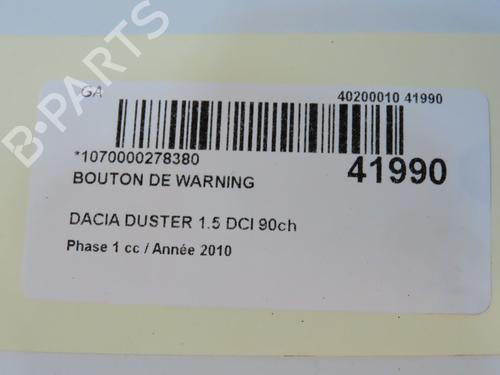 GA
40200010 41990
*1070000278380
41990
BOUTON DE WARNING
DACIA DUSTER 1.5 DCI 90ch
Phase 1 cc / Année 2010
B-PARTS